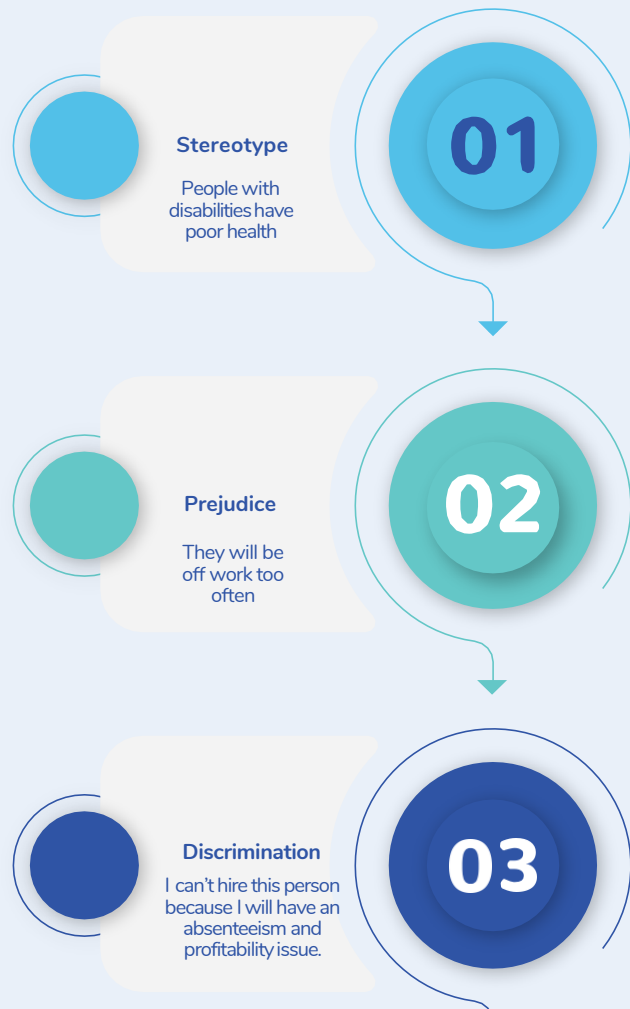 Stereotype
01
People with
disabilities have
poor health
Prejudice
02
They will be
off work too
often
Discrimination
03
I can’t hire this person
because I will have an
absenteeism and
profitability issue.